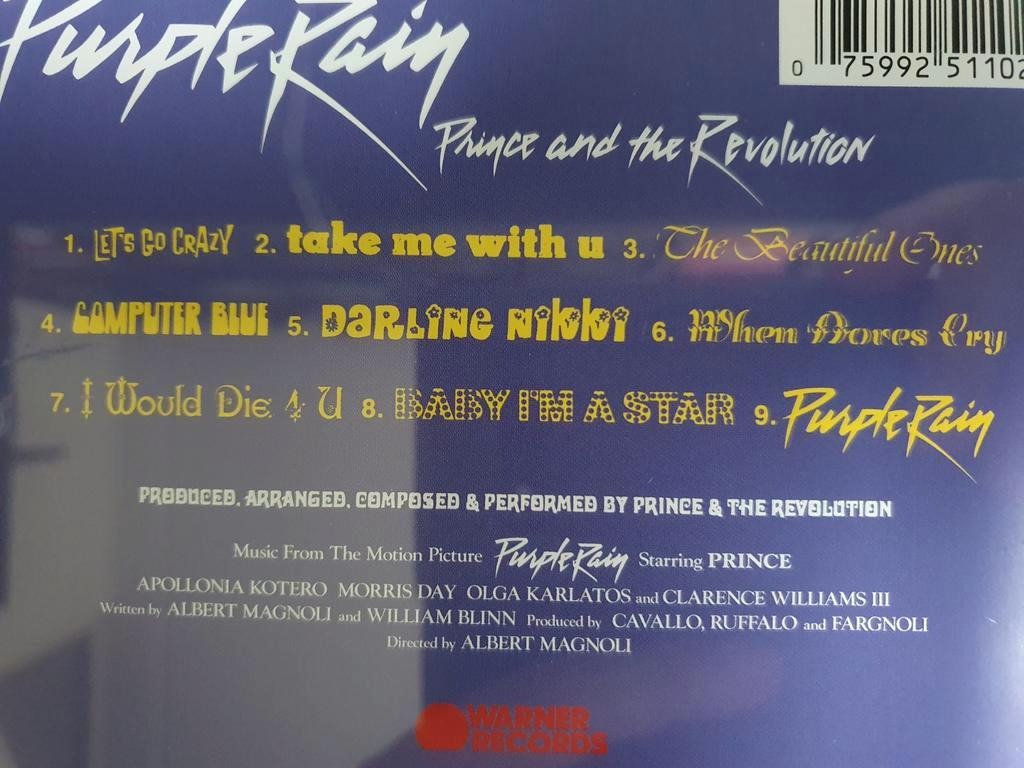 Purple Rain
0 75992 51102
Prince and the Revolution
1. LET'S GO CRAZY 2. take me with u 3. The Beautiful Ones
4. COMPUTER BLUE 5. DARLING NIKKI 6. When Doves Cry
7. I Would Die 4 U 8. BABY I'M A STAR 9. Purple Rain
PRODUCED, ARRANGED, COMPOSED & PERFORMED BY PRINCE & THE REVOLUTION
Music From The Motion Picture Purple Rain Starring PRINCE
APOLLONIA KOTERO MORRIS DAY OLGA KARLATOS and CLARENCE WILLIAMS III
Written by ALBERT MAGNOLI and WILLIAM BLINN Produced by CAVALLO, RUFFALO and FARGNOLI
Directed by ALBERT MAGNOLI
WARNER
RECORDS